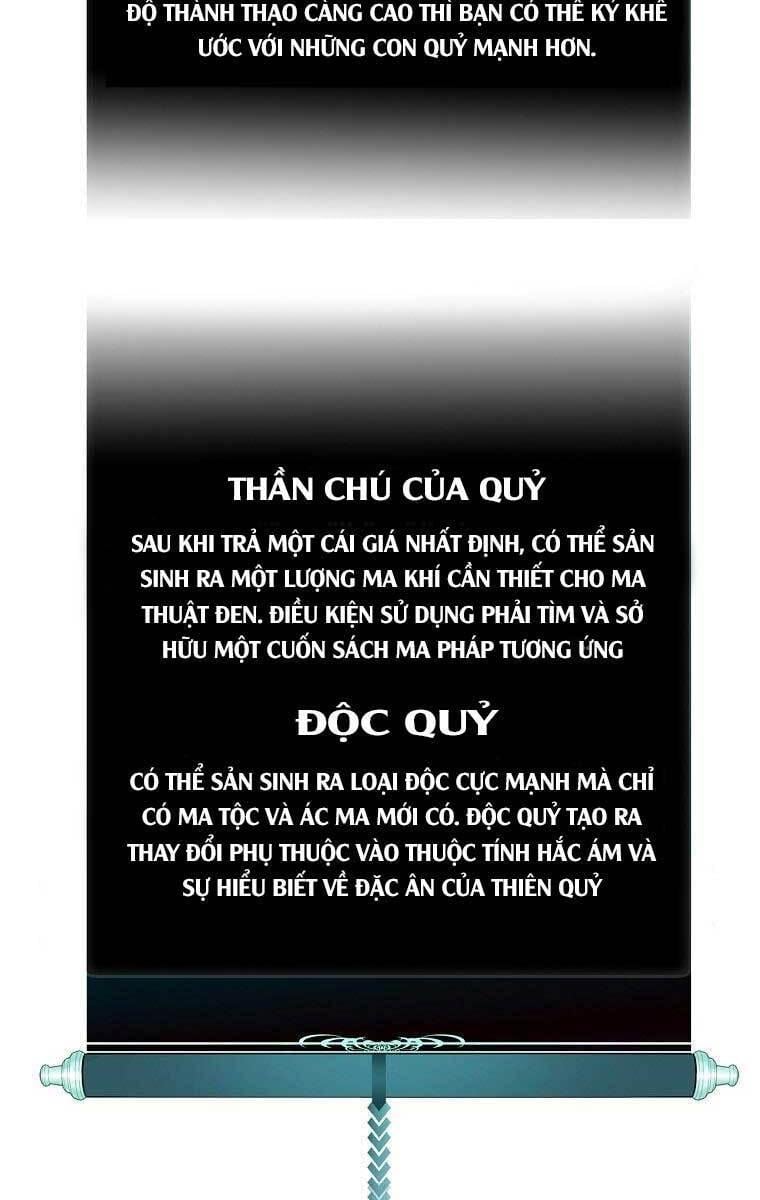 ĐỘ THÀNH THẠO CÀNG CAO THÌ BẠN CÓ THỂ KÝ KHẾ
ƯỚC VỚI NHỮNG CON QUỶ MẠNH HƠN.
THẦN CHÚ CỦA QUỶ
SAU KHI TRẢ MỘT CÁI GIÁ NHẤT ĐỊNH, CÓ THỂ SẢN
SINH RA MỘT LƯỢNG MA KHÍ CẦN THIẾT CHO MA
THUẬT ĐEN. ĐIỀU KIỆN SỬ DỤNG PHẢI TÌM VÀ SỞ
HỮU MỘT CUỐN SÁCH MA PHÁP TƯƠNG ỨNG
ĐỘC QUỶ
CÓ THỂ SẢN SINH RA LOẠI ĐỘC CỰC MẠNH MÀ CHỈ
CÓ MA TỘC VÀ ÁC MA MỚI CÓ. ĐỘC QUỶ TẠO RA
THAY ĐỔI PHỤ THUỘC VÀO THUỘC TÍNH HẮC ÁM VÀ
SỰ HIỂU BIẾT VỀ ĐẶC ÂN CỦA THIÊN QUỶ